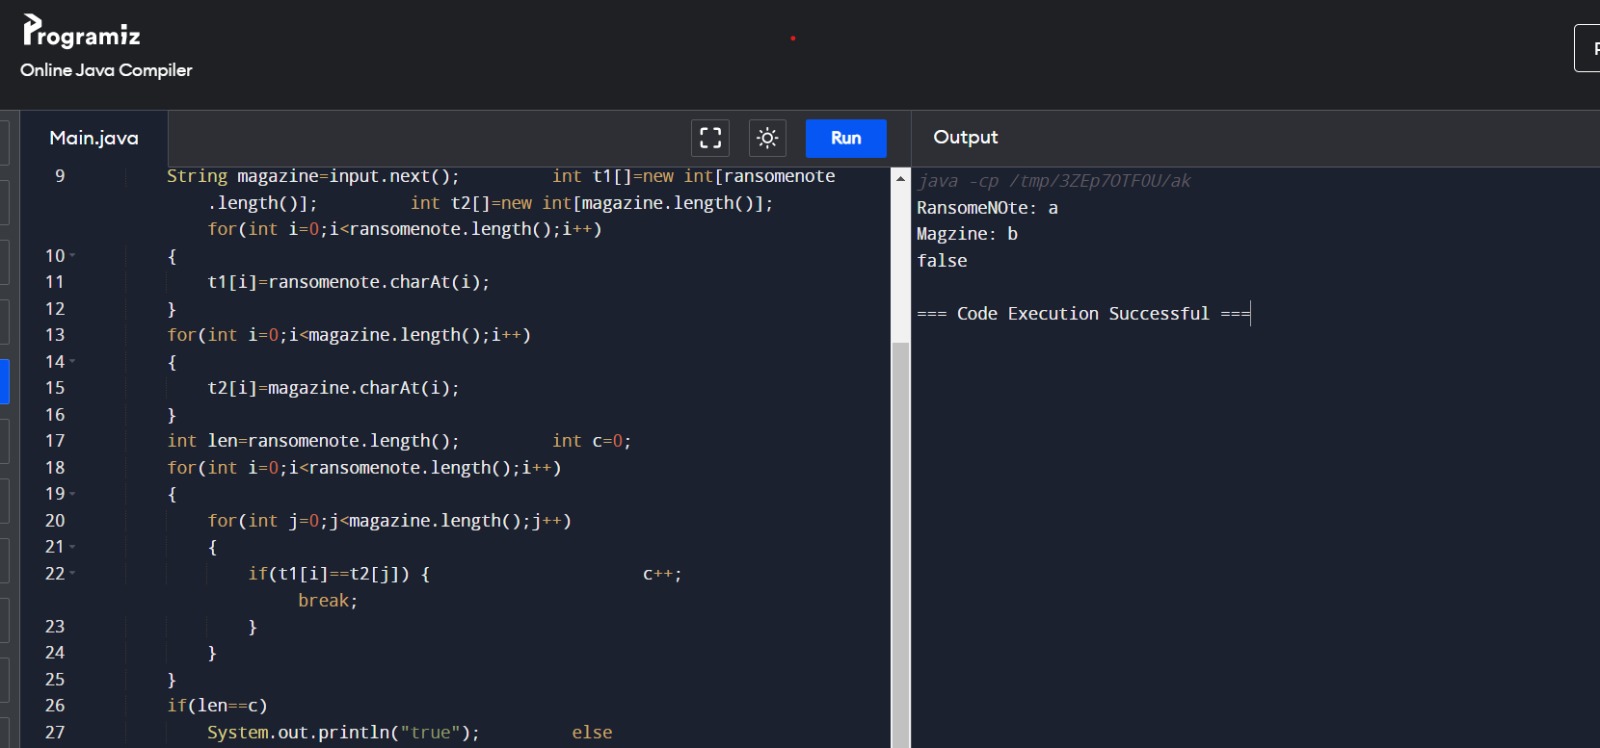 Programiz
Online Java Compiler
Main.java
Run
Output
9 String magazine=input.next(); int t1[]=new int[ransomenote
.length()]; int t2[]=new int[magazine.length()];
for(int i=0;i<ransomenote.length();i++)
10 {
11 t1[i]=ransomenote.charAt(i);
12 }
13 for(int i=0;i<magazine.length();i++)
14 {
15 t2[i]=magazine.charAt(i);
16 }
17 int len=ransomenote.length(); int c=0;
18 for(int i=0;i<ransomenote.length();i++)
19 {
20 for(int j=0;j<magazine.length();j++)
21 {
22 if(t1[i]==t2[j]) { c++;
break;
23 }
24 }
25 }
26 if(len==c)
27 System.out.println("true"); else
java -cp /tmp/3ZEp7OTFOU/ak
RansomeNOte: a
Magzine: b
false
=== Code Execution Successful ===